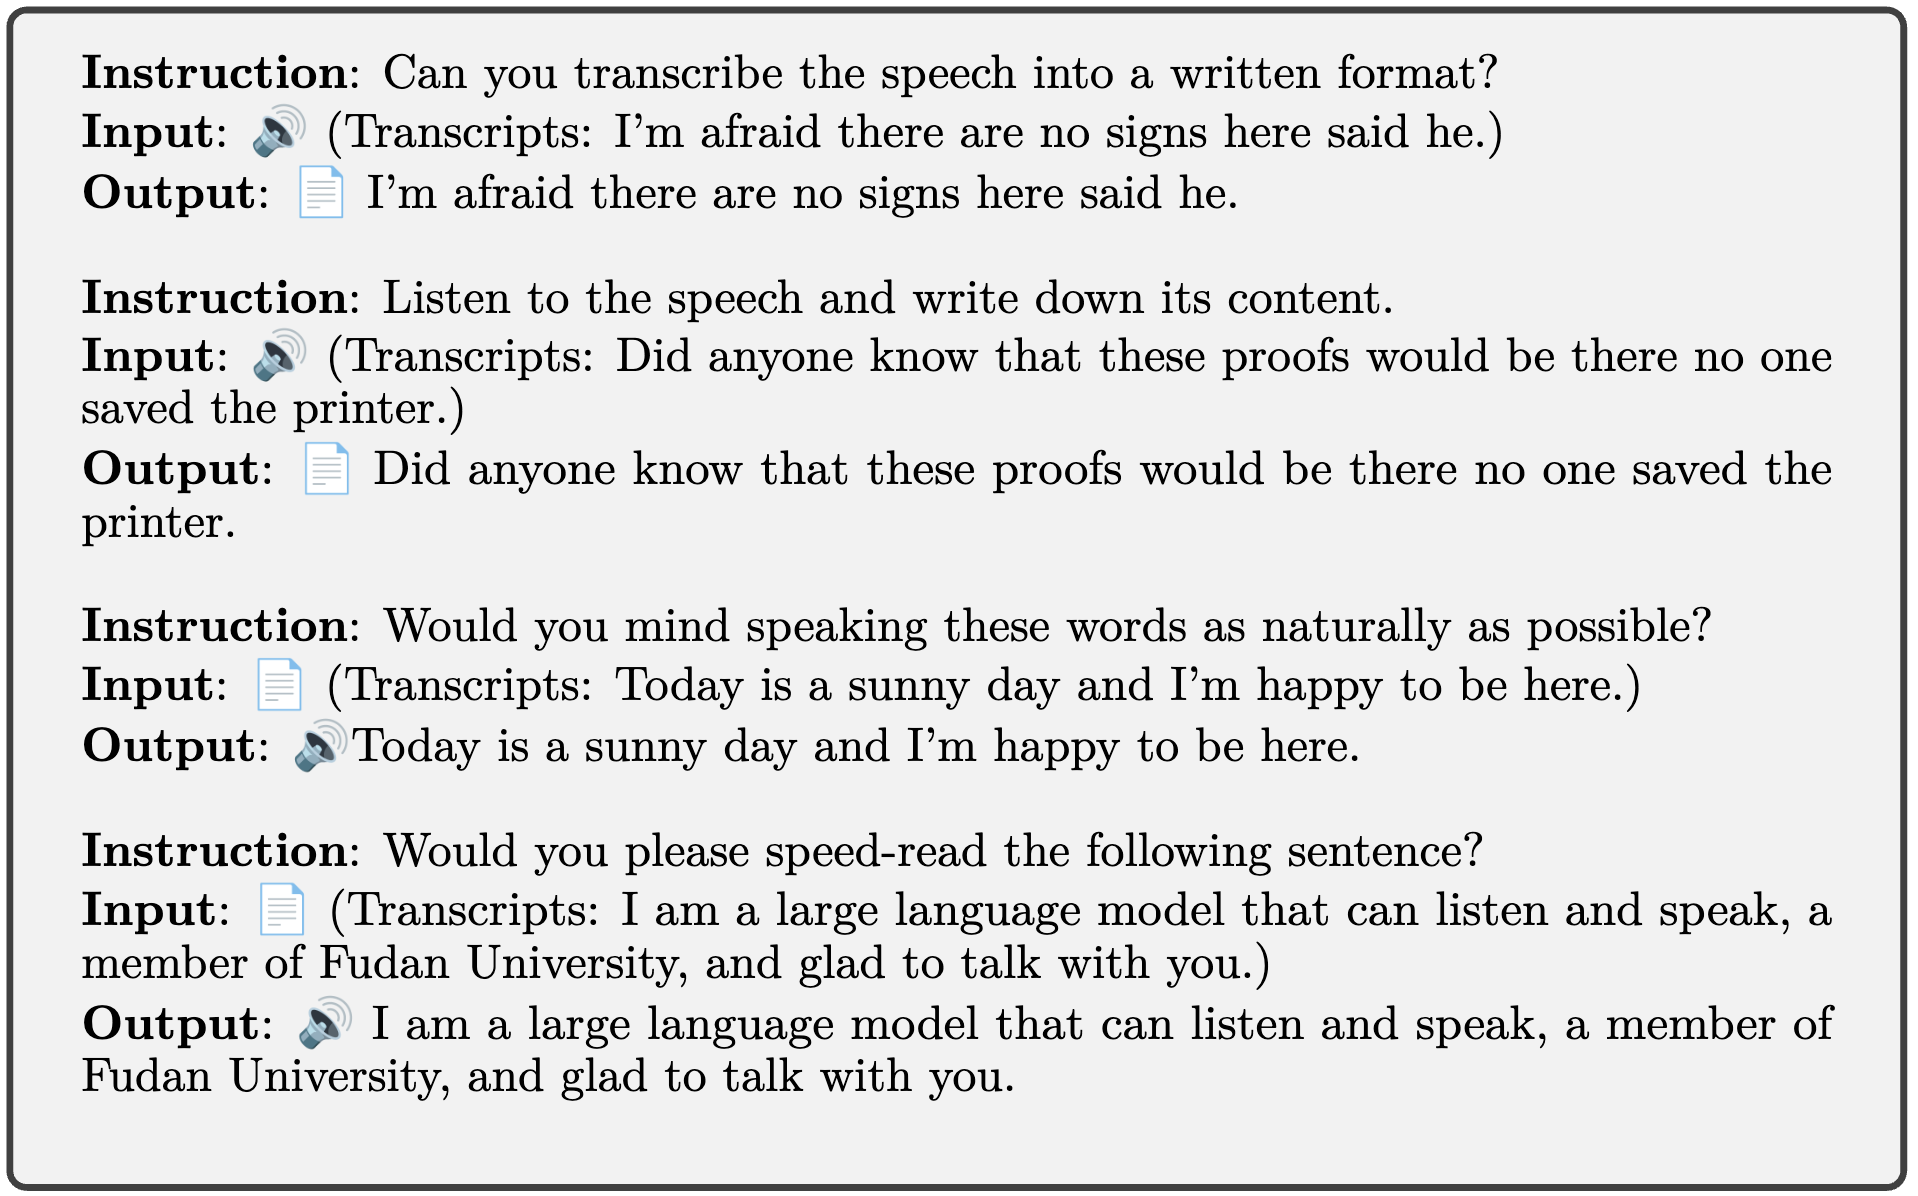 Instruction: Can you transcribe the speech into a written format?
Input: 🔊 (Transcripts: I'm afraid there are no signs here said he.)
Output: 📄 I'm afraid there are no signs here said he.
Instruction: Listen to the speech and write down its content.
Input: 🔊 (Transcripts: Did anyone know that these proofs would be there no one
saved the printer.)
Output: 📄 Did anyone know that these proofs would be there no one saved the
printer.
Instruction: Would you mind speaking these words as naturally as possible?
Input: 📄 (Transcripts: Today is a sunny day and I'm happy to be here.)
Output: 🔊Today is a sunny day and I'm happy to be here.
Instruction: Would you please speed-read the following sentence?
Input: 📄 (Transcripts: I am a large language model that can listen and speak, a
member of Fudan University, and glad to talk with you.)
Output: 🔊 I am a large language model that can listen and speak, a member of
Fudan University, and glad to talk with you.